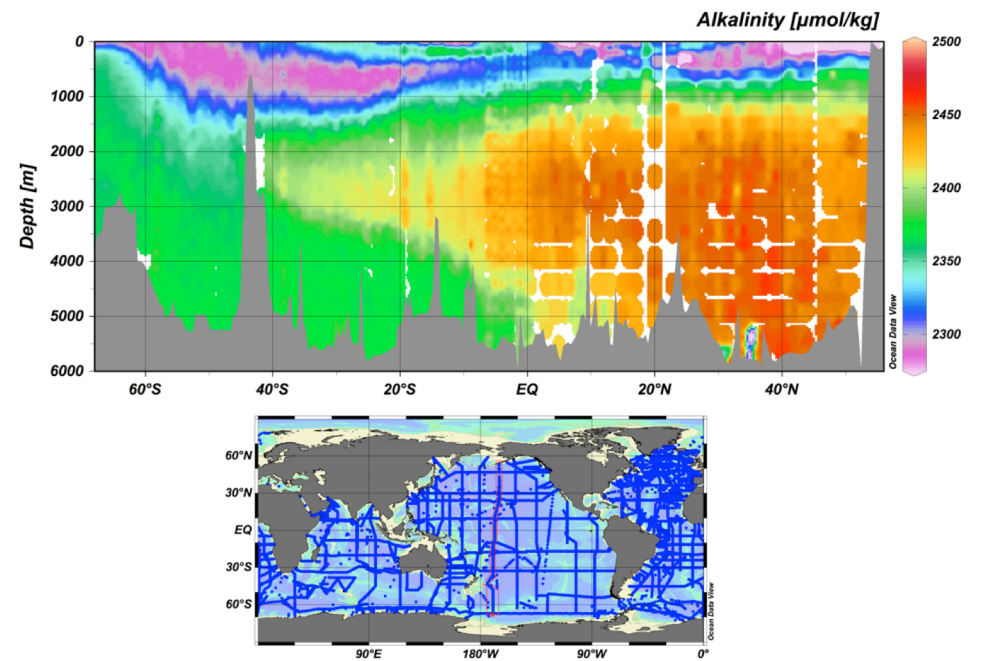 Alkalinity [µmol/kg]
0
1000
2000
3000
4000
5000
6000
Depth [m]
60°S
40°S
20°S
EQ
20°N
40°N
2500
2450
2400
2350
2300
Ocean Data View
60°N
30°N
EQ
30°S
60°S
90°E
180°W
90°W
0°
Ocean Data View